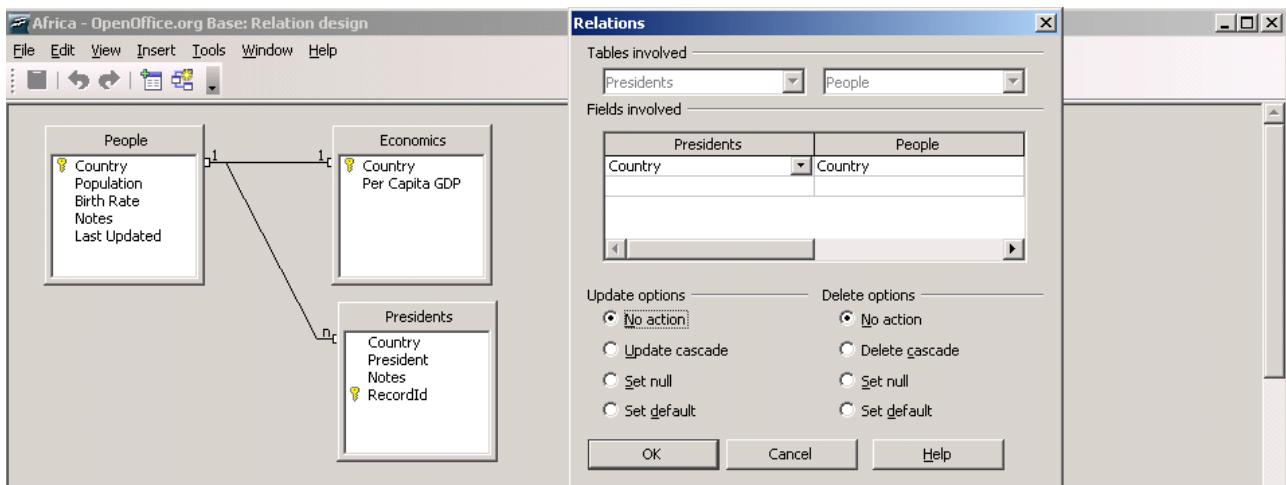 Africa - OpenOffice.org Base: Relation design
File Edit View Insert Tools Window Help
People
1
Country
Population
Birth Rate
Notes
Last Updated
1
Economics
Country
Per Capita GDP
n
Presidents
Country
President
Notes
RecordId
Relations
Tables involved
Presidents People
Fields involved
Presidents People
Country Country
Update options Delete options
No action No action
Update cascade Delete cascade
Set null Set null
Set default Set default
OK Cancel Help